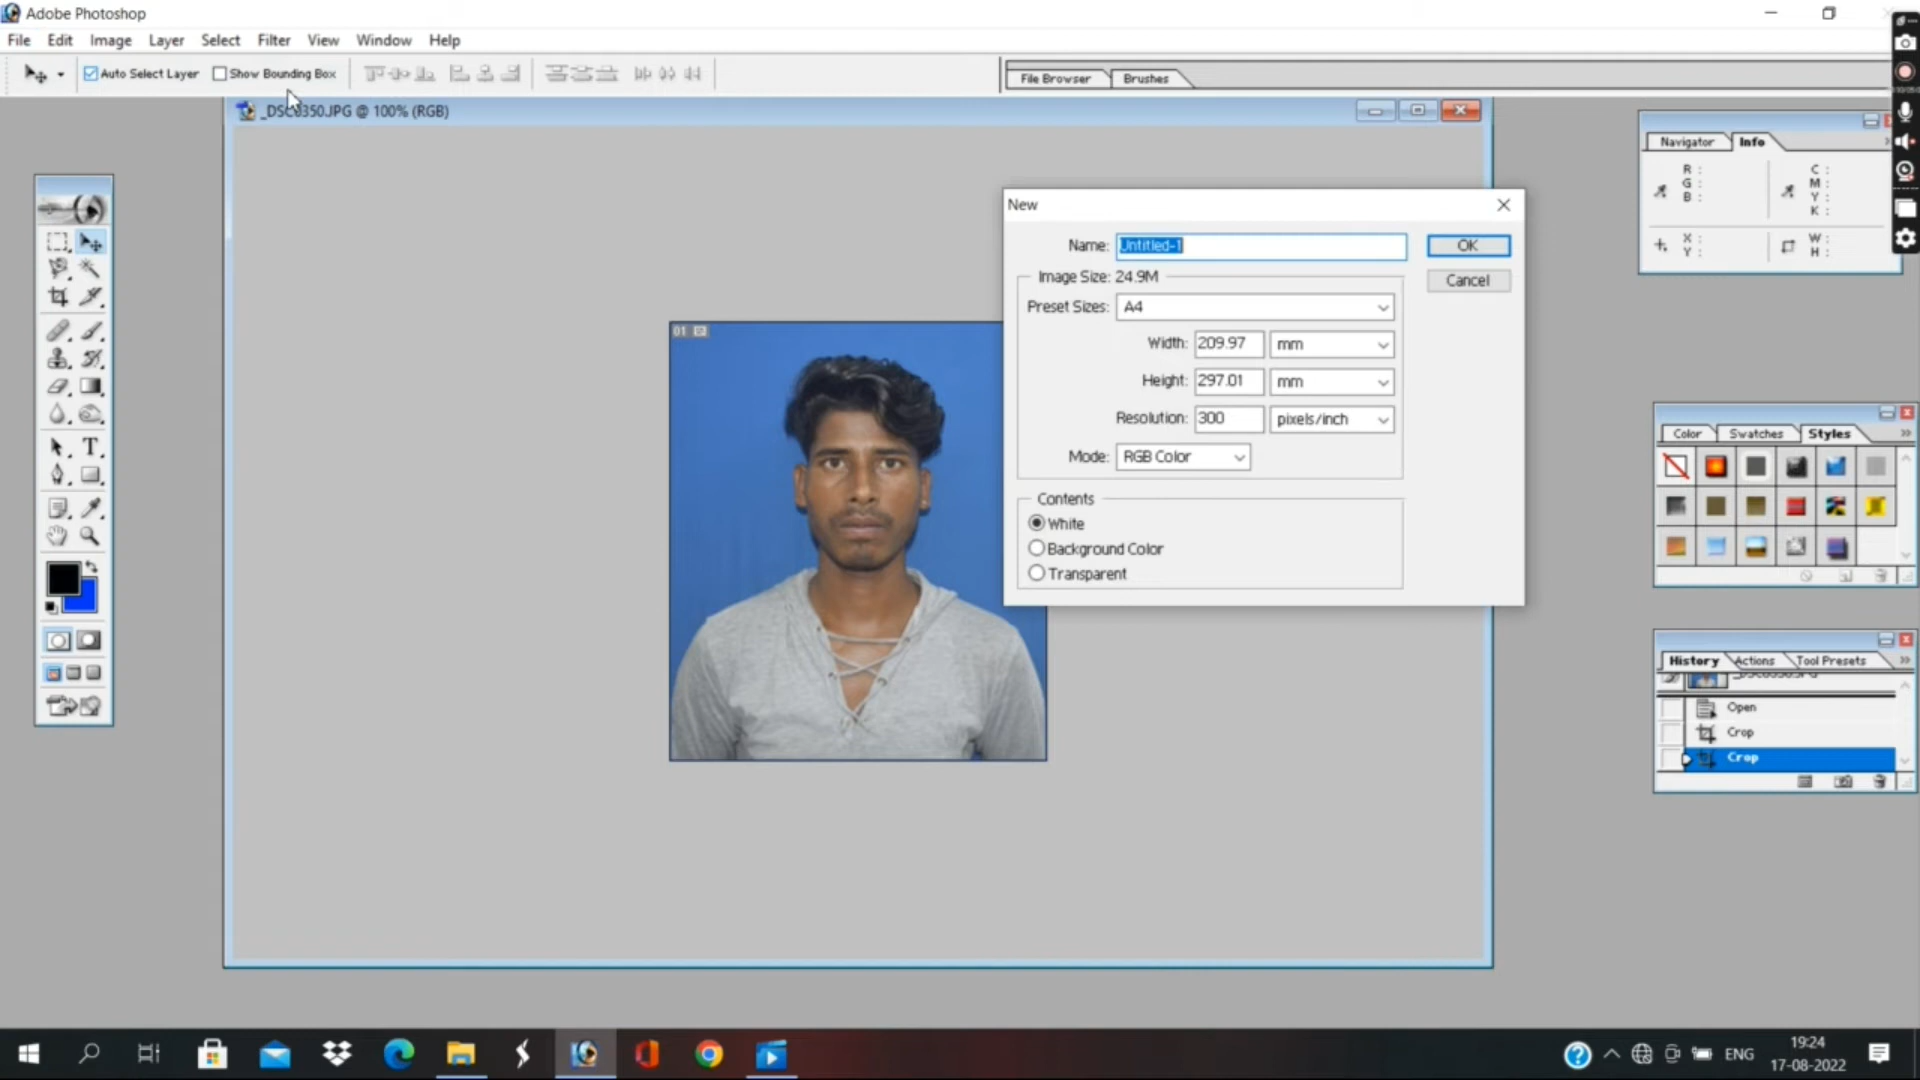 Adobe Photoshop
File Edit Image Layer Select Filter View Window Help
Auto Select Layer Show Bounding Box
File Browser Brushes
_DSC0350.JPG @ 100% (RGB)
01
New
Name: Untitled-1 OK
Image Size: 24.9M Cancel
Preset Sizes: A4
Width: 209.97 mm
Height: 297.01 mm
Resolution: 300 pixels/inch
Mode: RGB Color
Contents
White
Background Color
Transparent
Navigator Info
R : C :
G : M :
B : Y :
K :
X : W :
Y : H :
Color Swatches Styles
History Actions Tool Presets
Open
Crop
Crop
T
ENG
19:24
17-08-2022